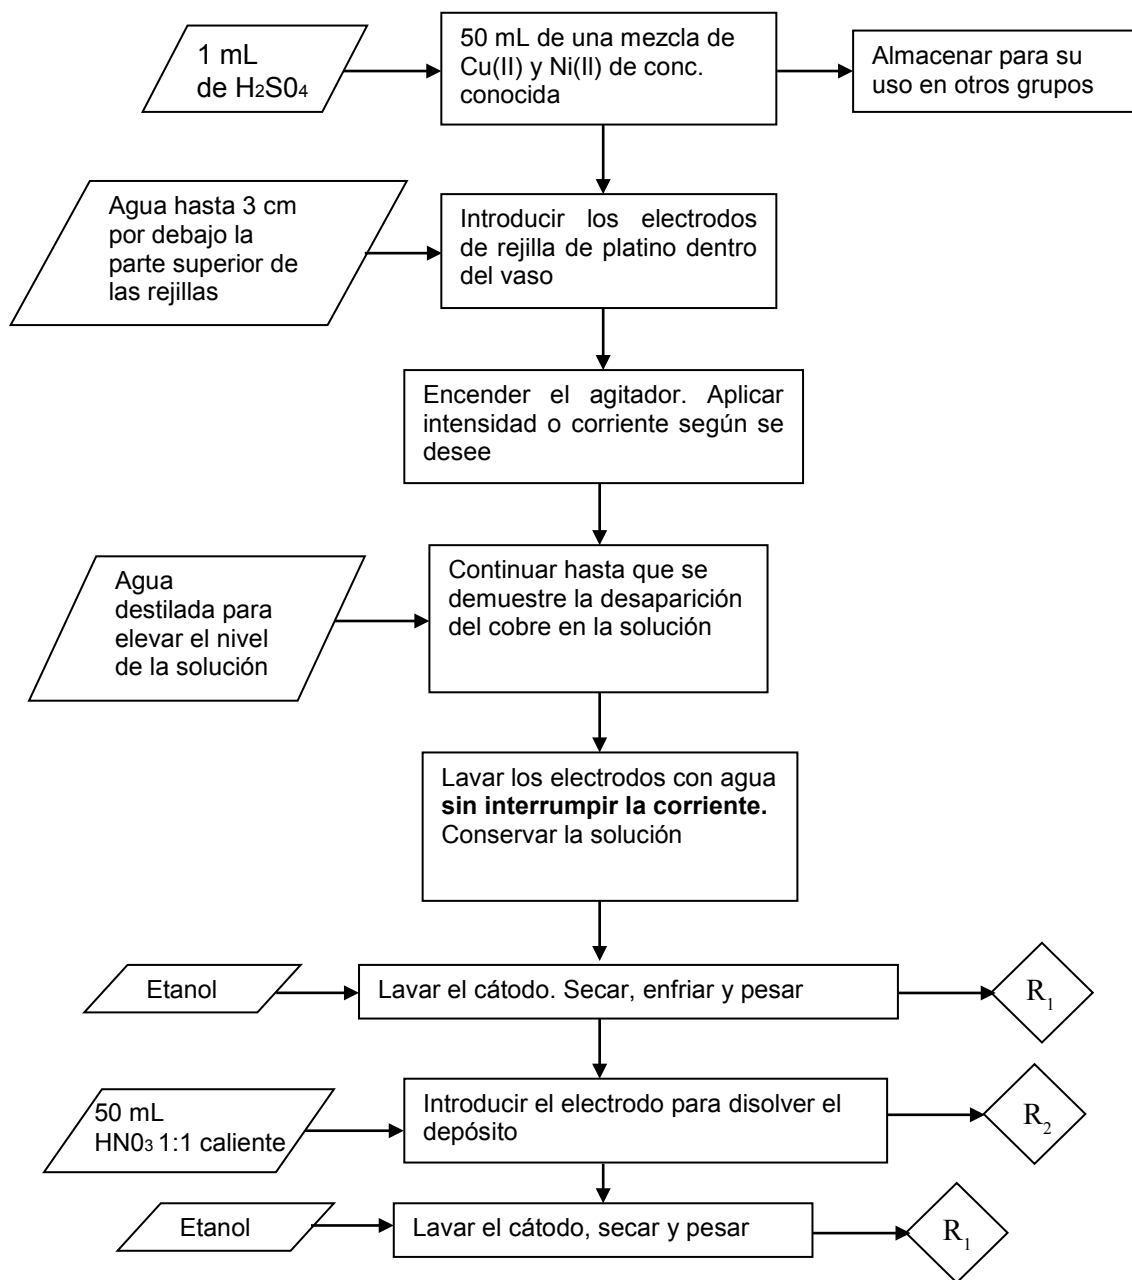 1 mL
de H₂S0₄
50 mL de una mezcla de
Cu(II) y Ni(II) de conc.
conocida
Almacenar para su
uso en otros grupos
Agua hasta 3 cm
por debajo la
parte superior de
las rejillas
Introducir los electrodos
de rejilla de platino dentro
del vaso
Encender el agitador. Aplicar
intensidad o corriente según se
desee
Agua
destilada para
elevar el nivel
de la solución
Continuar hasta que se
demuestre la desaparición
del cobre en la solución
Lavar los electrodos con agua
sin interrumpir la corriente.
Conservar la solución
Etanol
Lavar el cátodo. Secar, enfriar y pesar
R₁
50 mL
HN0₃ 1:1 caliente
Introducir el electrodo para disolver el
depósito
R₂
Etanol
Lavar el cátodo, secar y pesar
R₁